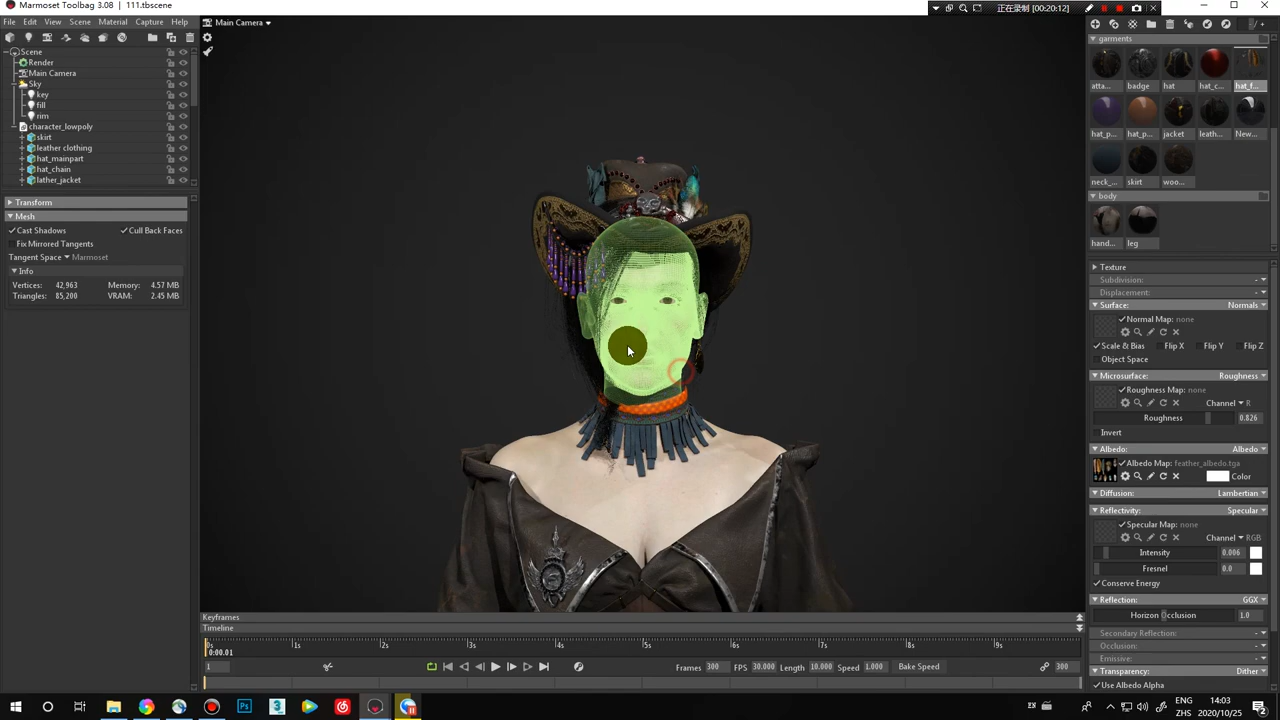 Marmoset Toolbag 3.08 | 111.tbscene
正在录制 [00:20:12]
File Edit View Scene Material Capture Help
Main Camera
Scene
Render
Main Camera
Sky
key
fill
rim
character_lowpoly
skirt
leather clothing
hat_mainpart
hat_chain
lather_jacket
Transform
Mesh
Cast Shadows Cull Back Faces
Fix Mirrored Tangents
Tangent Space Marmoset
Info
Vertices: 42,963 Memory: 4.57 MB
Triangles: 85,200 VRAM: 2.45 MB
garments
atta... badge hat hat_c... hat_f...
hat_p... hat_p... jacket leath... New...
neck_... skirt woo...
body
hand... leg
Texture
Subdivision: -
Displacement: -
Surface: Normals
Normal Map: none
Scale & Bias Flip X Flip Y Flip Z
Object Space
Microsurface: Roughness
Roughness Map: none
Channel R
Roughness 0.826
Invert
Albedo: Albedo
Albedo Map: feather_albedo.tga
Color
Diffusion: Lambertian
Reflectivity: Specular
Specular Map: none
Channel RGB
Intensity 0.006
Fresnel 0.0
Conserve Energy
Reflection: GGX
Horizon Occlusion 1.0
Secondary Reflection: -
Occlusion: -
Emissive: -
Transparency: Dither
Use Albedo Alpha
Keyframes
Timeline
0s 1s 2s 3s 4s 5s 6s 7s 8s 9s
0:00.01
1 Frames 300 FPS 30.000 Length 10.000 Speed 1.000 Bake Speed 300
ENG 14:03
ZHS 2020/10/25
2